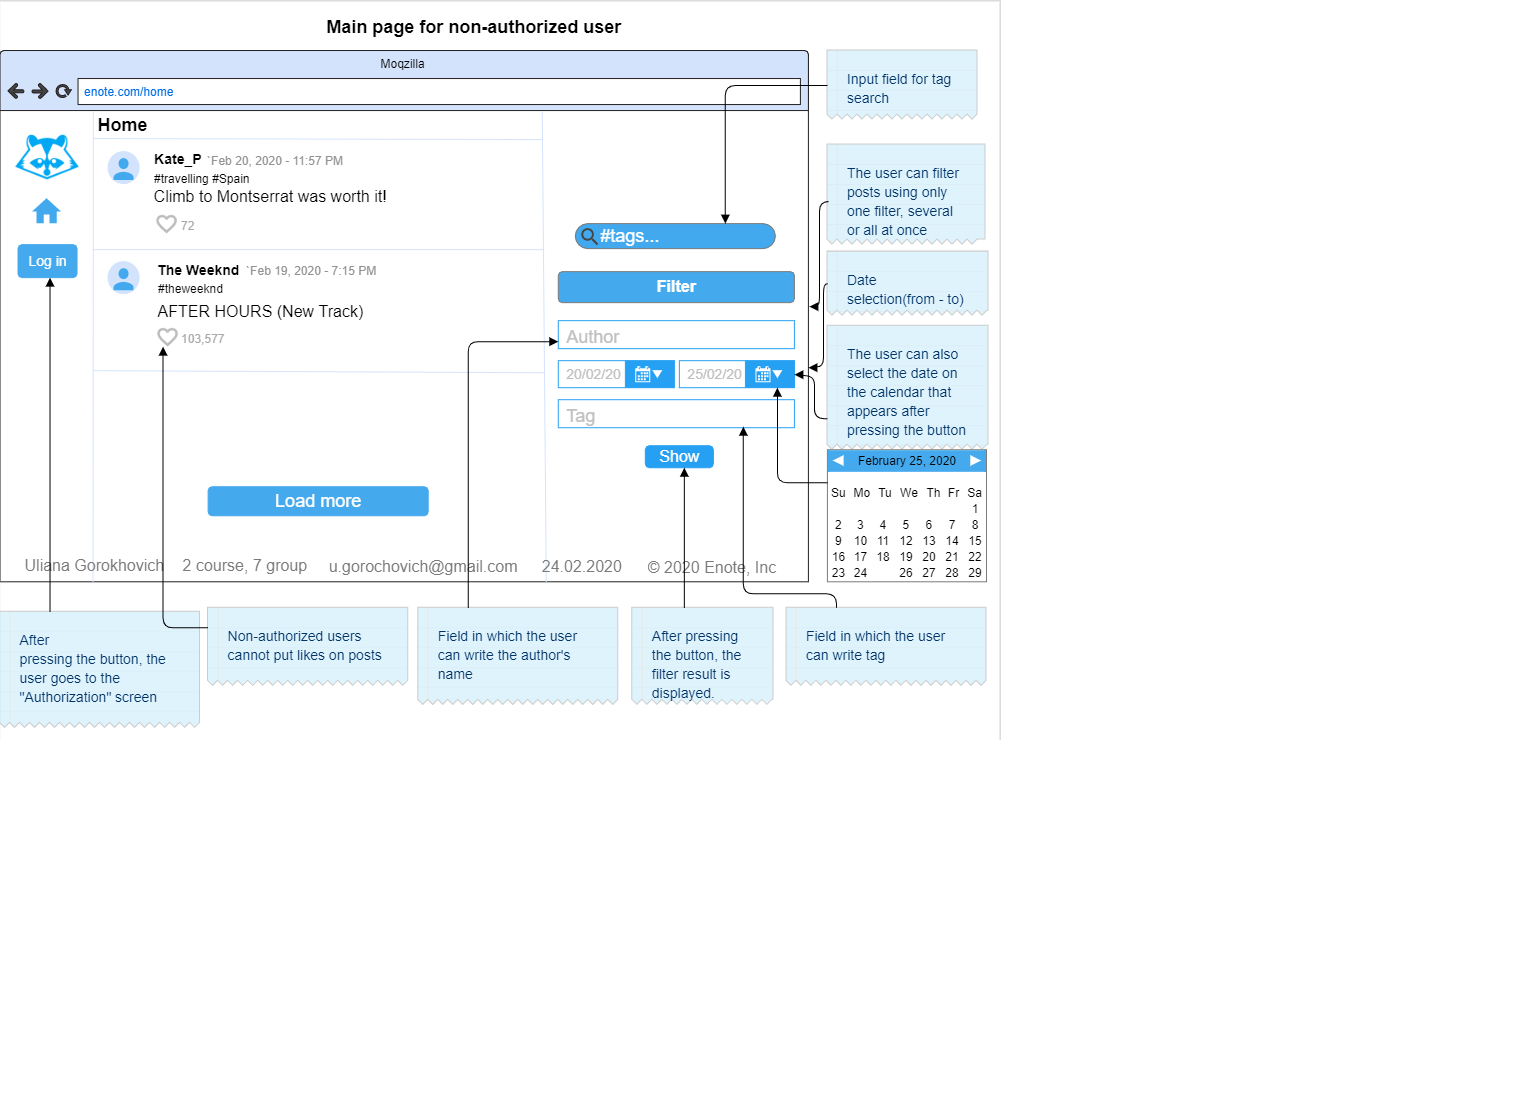 Main page for non-authorized user
Moqzilla
enote.com/home
Home
Kate_P `Feb 20, 2020 - 11:57 PM
#travelling #Spain
Climb to Montserrat was worth it!
72
Log in
The Weeknd `Feb 19, 2020 - 7:15 PM
#theweeknd
AFTER HOURS (New Track)
103,577
Load more
#tags...
Filter
Author
20/02/20
25/02/20
Tag
Show
Uliana Gorokhovich 2 course, 7 group u.gorochovich@gmail.com 24.02.2020 © 2020 Enote, Inc
Input field for tag
search
The user can filter
posts using only
one filter, several
or all at once
Date
selection(from - to)
The user can also
select the date on
the calendar that
appears after
pressing the button
February 25, 2020
Su Mo Tu We Th Fr Sa
1
2 3 4 5 6 7 8
9 10 11 12 13 14 15
16 17 18 19 20 21 22
23 24 26 27 28 29
After
pressing the button, the
user goes to the
"Authorization" screen
Non-authorized users
cannot put likes on posts
Field in which the user
can write the author's
name
After pressing
the button, the
filter result is
displayed.
Field in which the user
can write tag